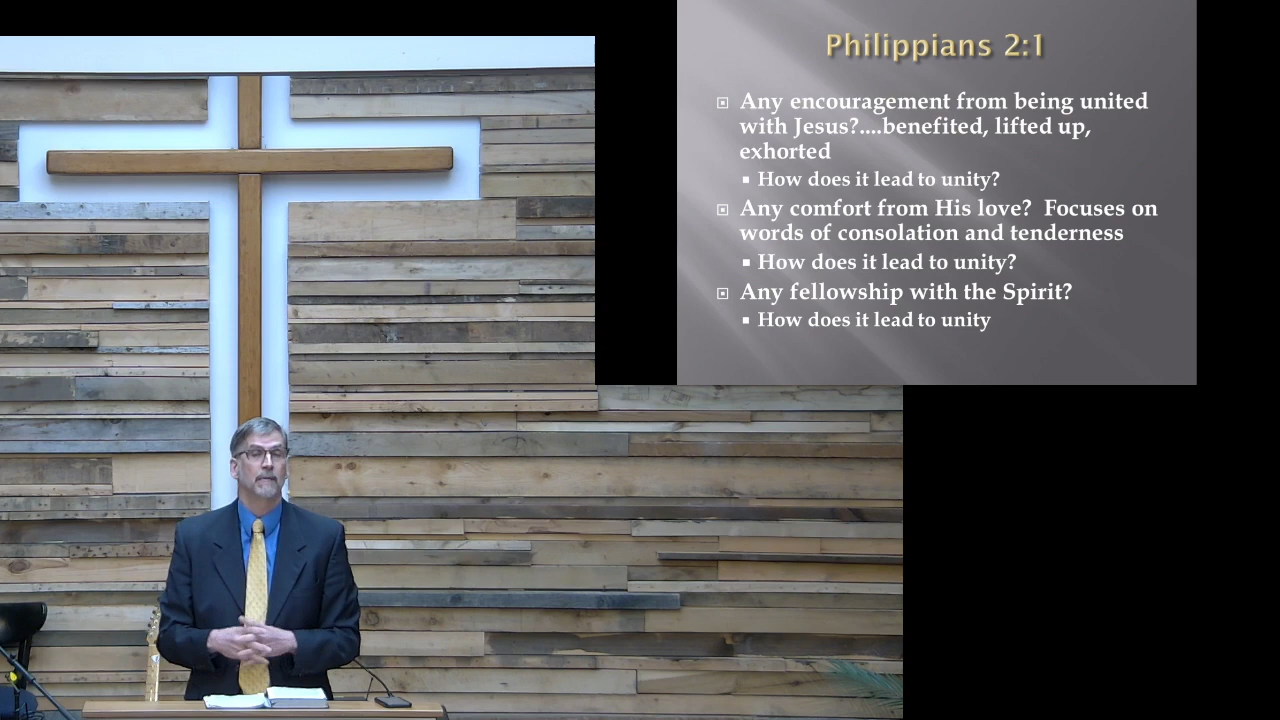 Philippians 2:1
Any encouragement from being united
with Jesus?....benefited, lifted up,
exhorted
How does it lead to unity?
Any comfort from His love?  Focuses on
words of consolation and tenderness
How does it lead to unity?
Any fellowship with the Spirit?
How does it lead to unity